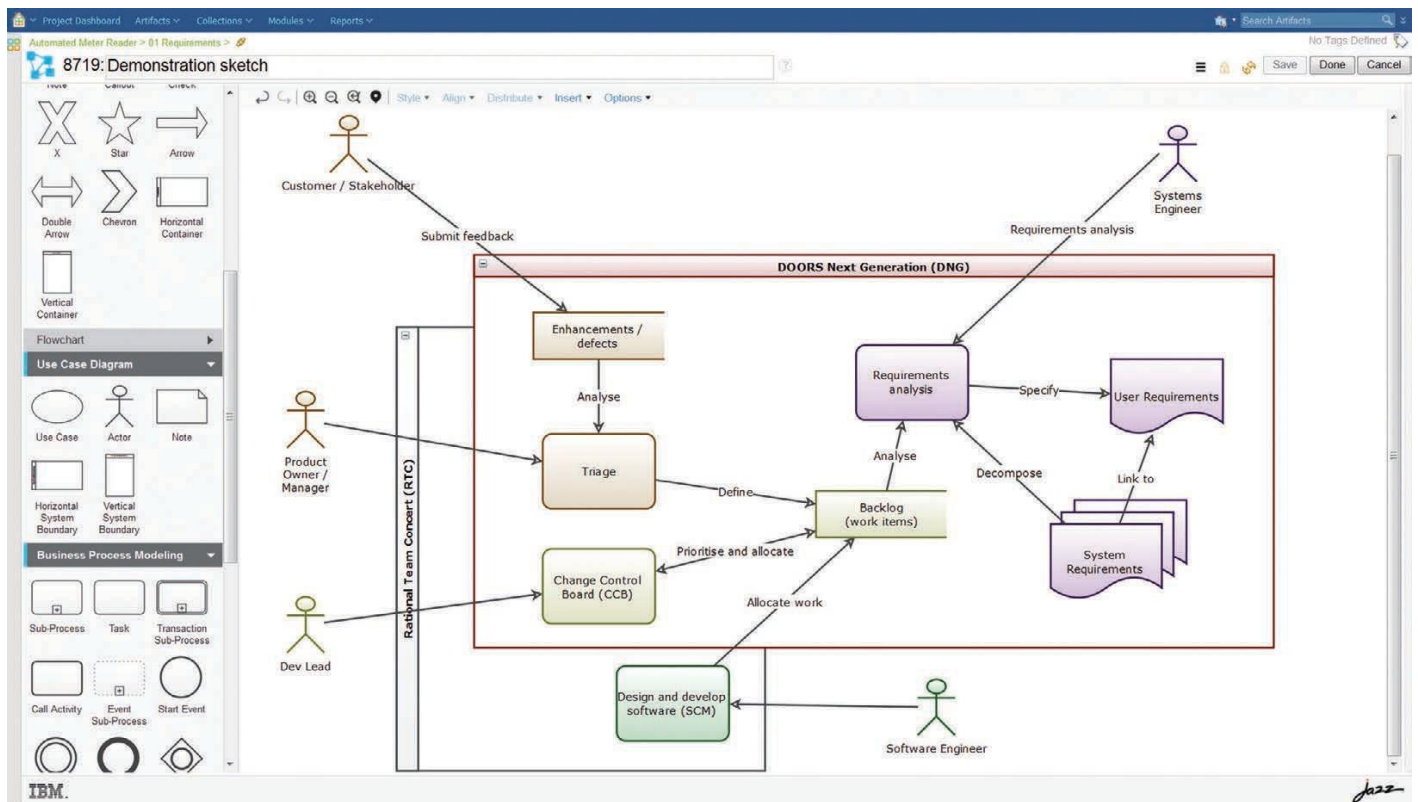 Project Dashboard Artifacts Collections Modules Reports
Search Artifacts
Automated Meter Reader > 01 Requirements >
No Tags Defined
8719: Demonstration sketch
Save Done Cancel
Style Align Distribute Insert Options
Note Callout Check
X Star Arrow
Double
Arrow
Chevron
Horizontal
Container
Vertical
Container
Flowchart
Use Case Diagram
Use Case Actor Note
Horizontal
System
Boundary
Vertical
System
Boundary
Business Process Modeling
Sub-Process Task Transaction
Sub-Process
Call Activity Event
Sub-Process
Start Event
Customer / Stakeholder
Submit feedback
Systems
Engineer
Requirements analysis
DOORS Next Generation (DNG)
Rational Team Concert (RTC)
Enhancements /
defects
Analyse
Product
Owner /
Manager
Triage
Define
Requirements
analysis
Specify
User Requirements
Analyse
Decompose
Link to
Backlog
(work items)
System
Requirements
Prioritise and allocate
Change Control
Board (CCB)
Dev Lead
Allocate work
Design and develop
software (SCM)
Software Engineer
IBM.
jazz